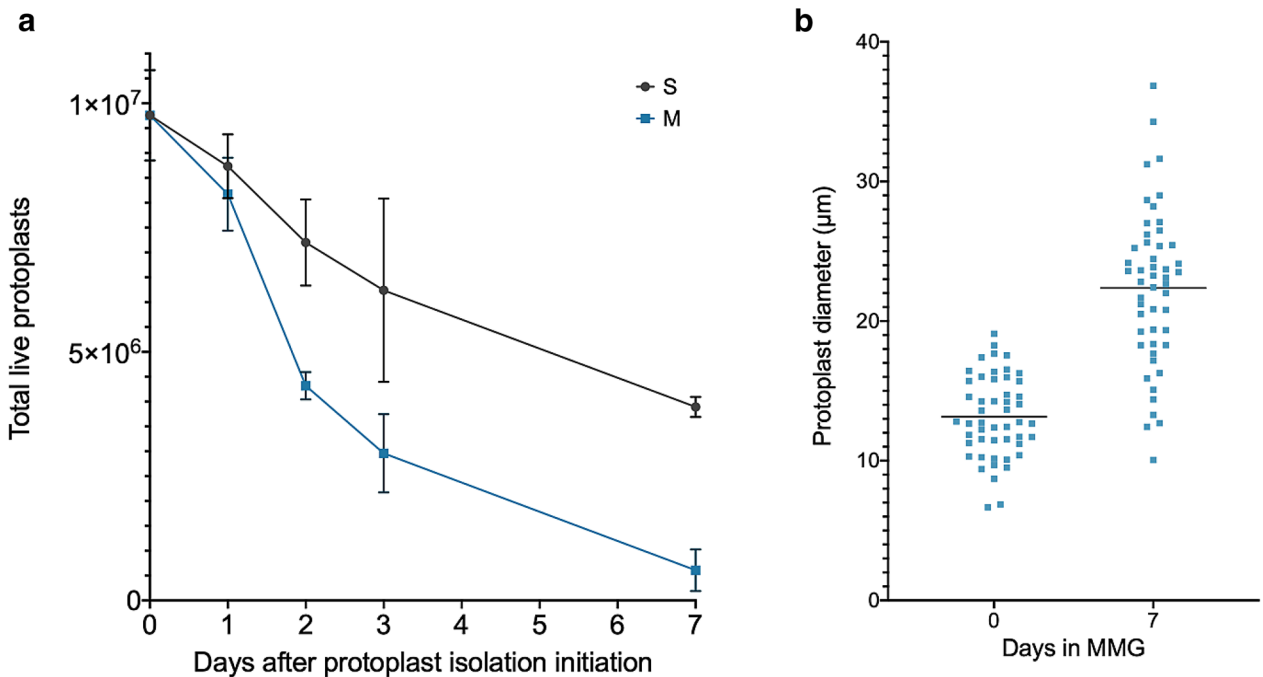 a
Total live protoplasts
1×10⁷
5×10⁶
0
0 1 2 3 4 5 6 7
Days after protoplast isolation initiation
S
M
b
Protoplast diameter (µm)
40
30
20
10
0
0 7
Days in MMG